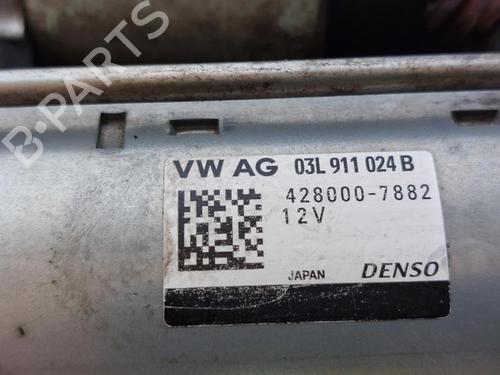 VW AG 03L 911 024 B
428000-7882
12V
JAPAN DENSO
B-PARTS